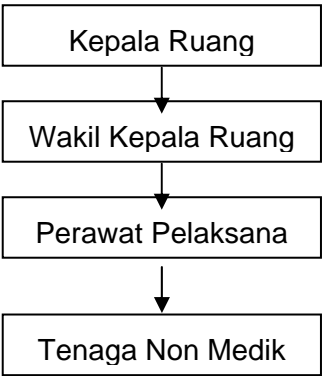 Kepala Ruang
Wakil Kepala Ruang
Perawat Pelaksana
Tenaga Non Medik